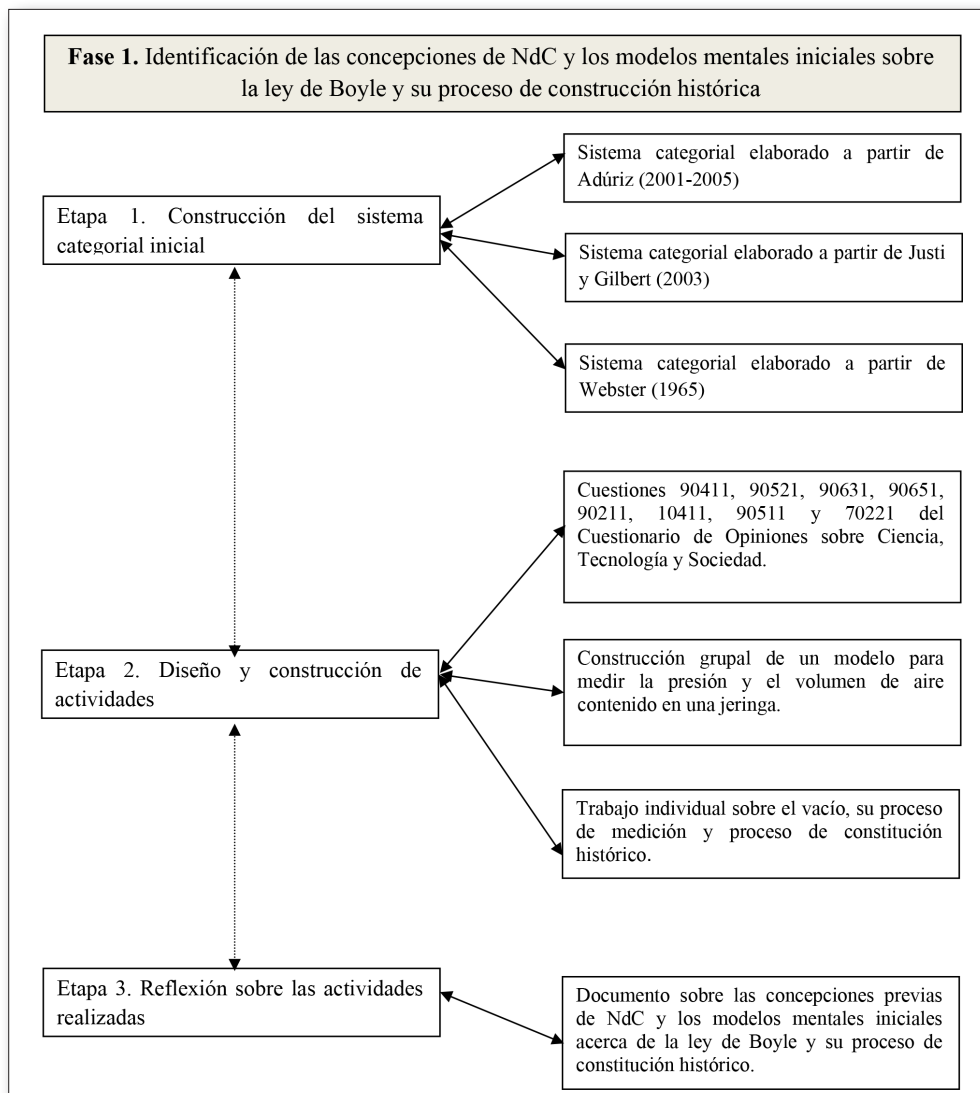 Fase 1. Identificación de las concepciones de NdC y los modelos mentales iniciales sobre
la ley de Boyle y su proceso de construcción histórica
Etapa 1. Construcción del sistema
categorial inicial
Sistema categorial elaborado a partir de
Adúriz (2001-2005)
Sistema categorial elaborado a partir de Justi
y Gilbert (2003)
Sistema categorial elaborado a partir de
Webster (1965)
Etapa 2. Diseño y construcción de
actividades
Cuestiones 90411, 90521, 90631, 90651,
90211, 10411, 90511 y 70221 del
Cuestionario de Opiniones sobre Ciencia,
Tecnología y Sociedad.
Construcción grupal de un modelo para
medir la presión y el volumen de aire
contenido en una jeringa.
Trabajo individual sobre el vacío, su proceso
de medición y proceso de constitución
histórico.
Etapa 3. Reflexión sobre las actividades
realizadas
Documento sobre las concepciones previas
de NdC y los modelos mentales iniciales
acerca de la ley de Boyle y su proceso de
constitución histórico.